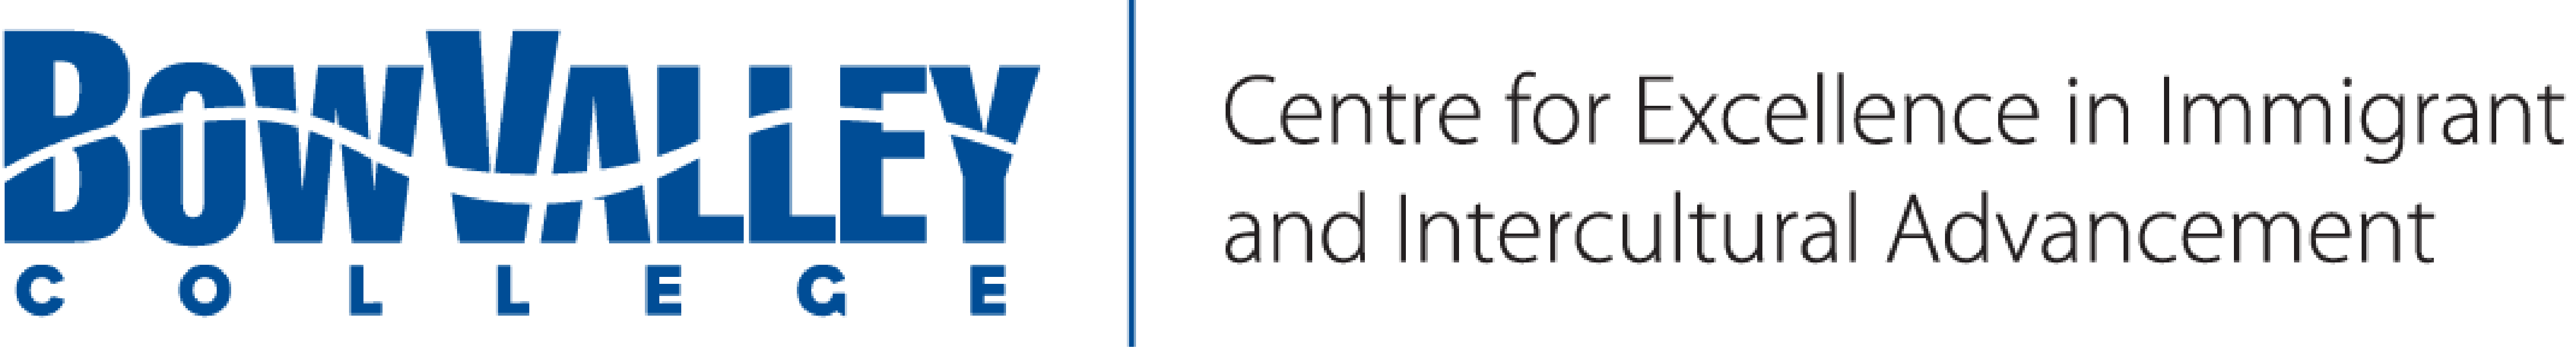 BOWVALLEY
COLLEGE
Centre for Excellence in Immigrant
and Intercultural Advancement